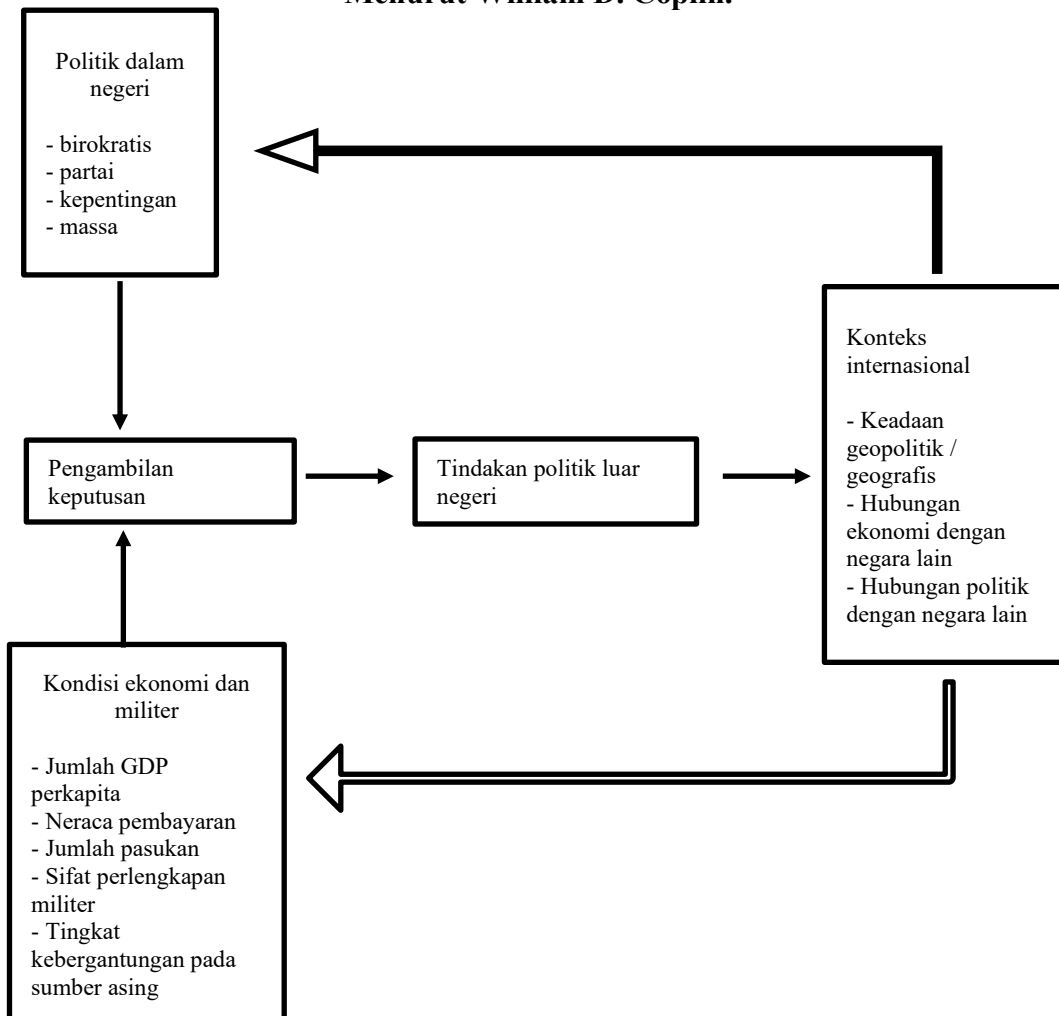 Menurut William D. Coplin.
Politik dalam
negeri
- birokratis
- partai
- kepentingan
- massa
Konteks
internasional
- Keadaan
geopolitik /
geografis
- Hubungan
ekonomi dengan
negara lain
- Hubungan politik
dengan negara lain
Pengambilan
keputusan
Tindakan politik luar
negeri
Kondisi ekonomi dan
militer
- Jumlah GDP
perkapita
- Neraca pembayaran
- Jumlah pasukan
- Sifat perlengkapan
militer
- Tingkat
kebergantungan pada
sumber asing